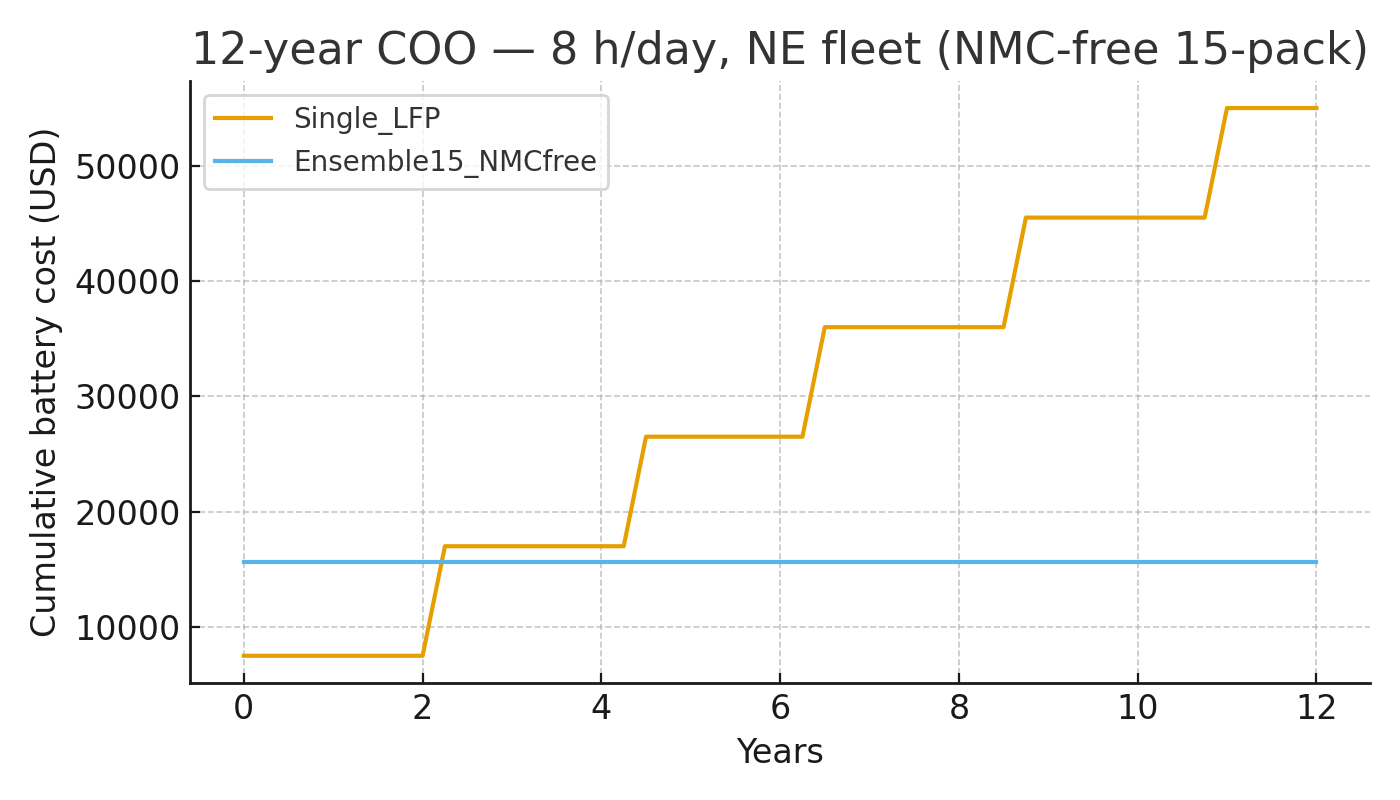 12-year COO — 8 h/day, NE fleet (NMC-free 15-pack)
Single_LFP
Ensemble15_NMCfree
Cumulative battery cost (USD)
50000
40000
30000
20000
10000
0 2 4 6 8 10 12
Years